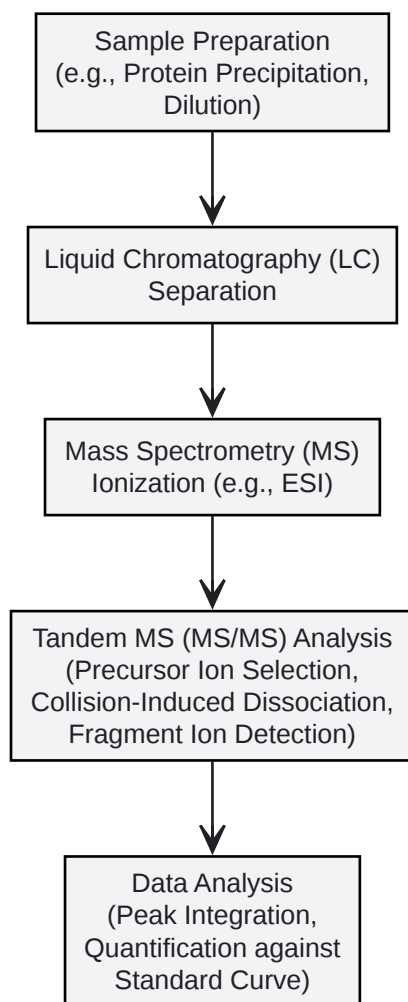 Sample Preparation
(e.g., Protein Precipitation,
Dilution)
Liquid Chromatography (LC)
Separation
Mass Spectrometry (MS)
Ionization (e.g., ESI)
Tandem MS (MS/MS) Analysis
(Precursor Ion Selection,
Collision-Induced Dissociation,
Fragment Ion Detection)
Data Analysis
(Peak Integration,
Quantification against
Standard Curve)